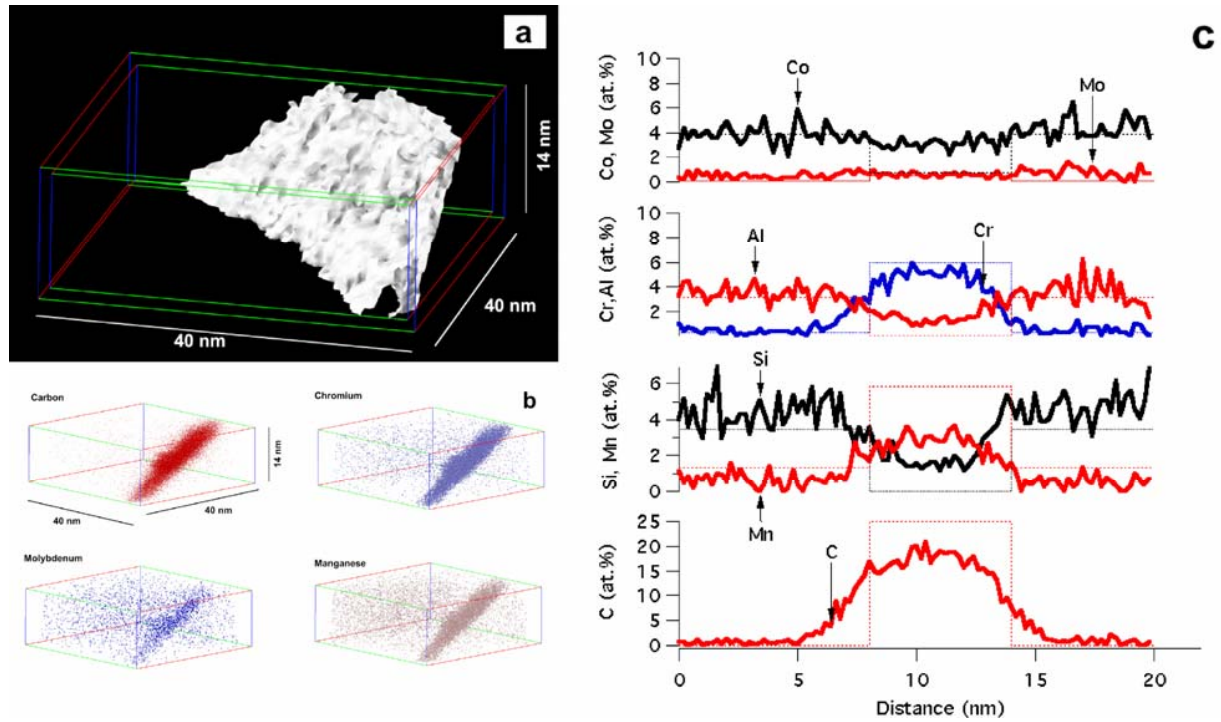 a
14 nm
40 nm
40 nm
b
Carbon
Chromium
14 nm
40 nm
40 nm
Molybdenum
Manganese
c
Co, Mo (at.%)
10
8
6
4
2
0
Co
Mo
Cr,Al (at.%)
10
8
6
4
2
Al
Cr
Si, Mn (at.%)
6
4
2
0
Si
Mn
C (at.%)
25
20
15
10
5
0
C
0 5 10 15 20
Distance (nm)